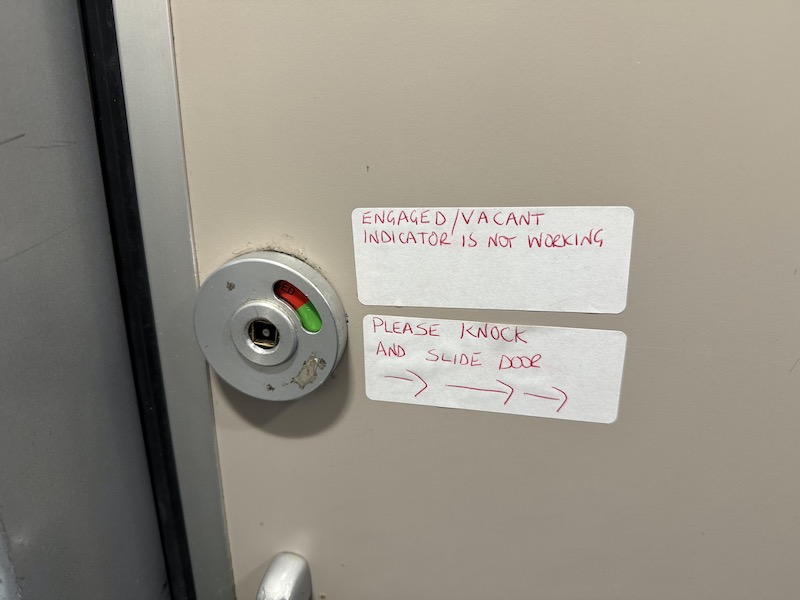 ENGAGED/VACANT
INDICATOR IS NOT WORKING
PLEASE KNOCK
AND SLIDE DOOR